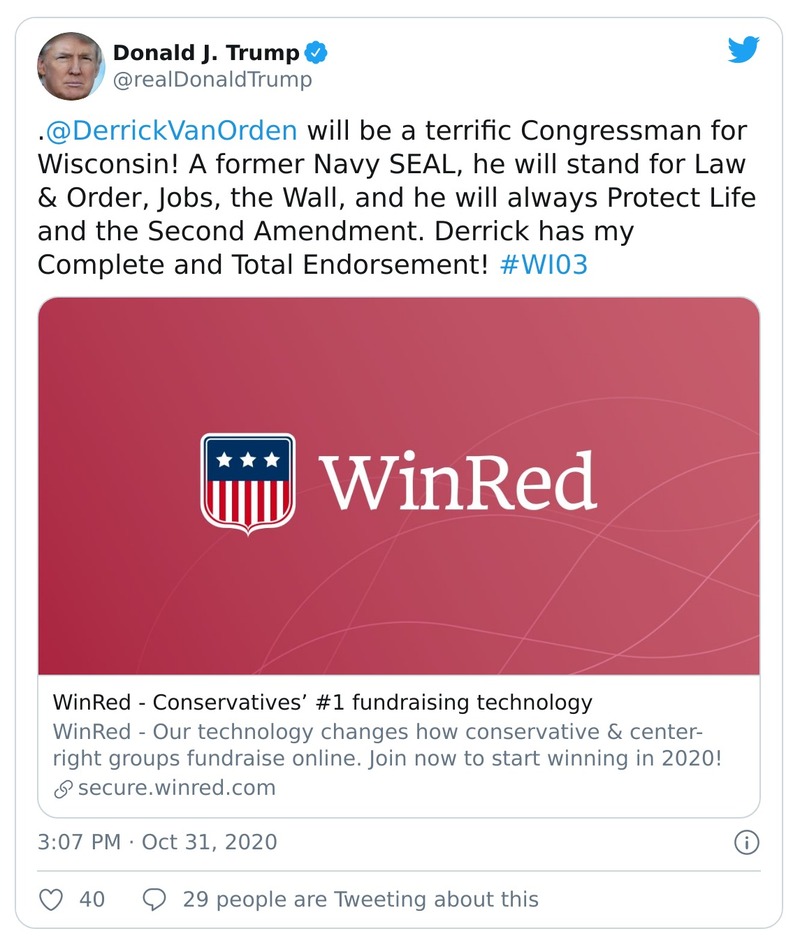 Donald J. Trump
@realDonaldTrump
.@DerrickVanOrden will be a terrific Congressman for
Wisconsin! A former Navy SEAL, he will stand for Law
& Order, Jobs, the Wall, and he will always Protect Life
and the Second Amendment. Derrick has my
Complete and Total Endorsement! #WI03
WinRed
WinRed - Conservatives’ #1 fundraising technology
WinRed - Our technology changes how conservative & center-
right groups fundraise online. Join now to start winning in 2020!
secure.winred.com
3:07 PM · Oct 31, 2020
40 29 people are Tweeting about this